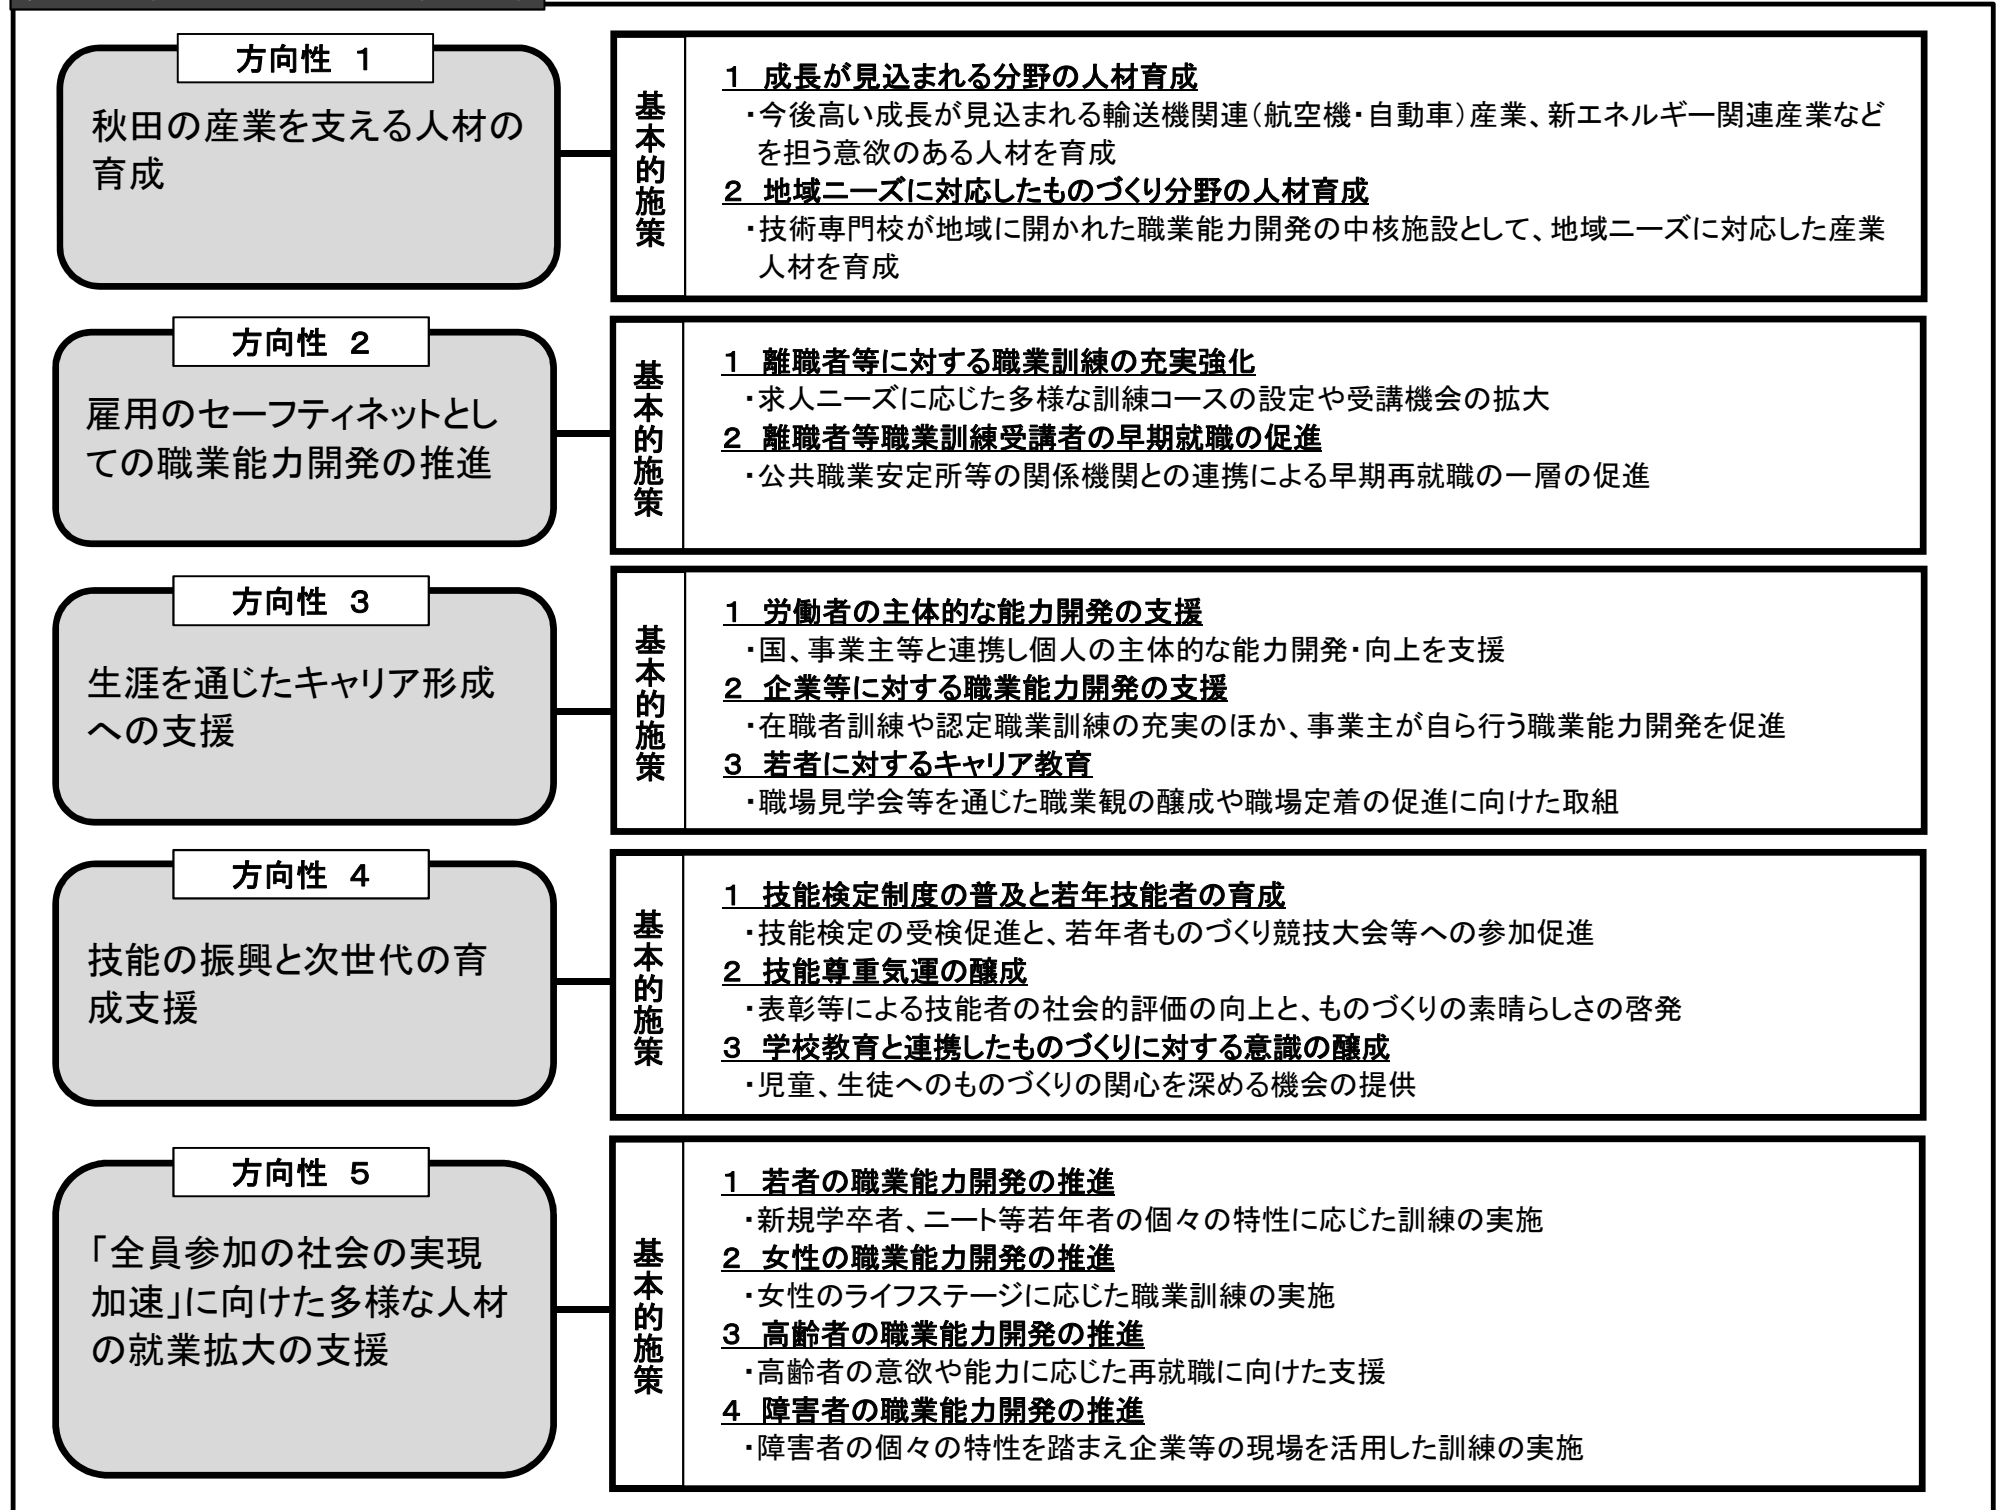 方向性　１
秋田の産業を支える人材の
育成
基本的施策
１　成長が見込まれる分野の人材育成
・今後高い成長が見込まれる輸送機関連（航空機・自動車）産業、新エネルギー関連産業など
を担う意欲のある人材を育成
２　地域ニーズに対応したものづくり分野の人材育成
・技術専門校が地域に開かれた職業能力開発の中核施設として、地域ニーズに対応した産業
人材を育成
方向性　２
雇用のセーフティネットとし
ての職業能力開発の推進
基本的施策
１　離職者等に対する職業訓練の充実強化
・求人ニーズに応じた多様な訓練コースの設定や受講機会の拡大
２　離職者等職業訓練受講者の早期就職の促進
・公共職業安定所等の関係機関との連携による早期再就職の一層の促進
方向性　３
生涯を通じたキャリア形成
への支援
基本的施策
１　労働者の主体的な能力開発の支援
・国、事業主等と連携し個人の主体的な能力開発・向上を支援
２　企業等に対する職業能力開発の支援
・在職者訓練や認定職業訓練の充実のほか、事業主が自ら行う職業能力開発を促進
３　若者に対するキャリア教育
・職場見学会等を通じた職業観の醸成や職場定着の促進に向けた取組
方向性　４
技能の振興と次世代の育
成支援
基本的施策
１　技能検定制度の普及と若年技能者の育成
・技能検定の受検促進と、若年者ものづくり競技大会等への参加促進
２　技能尊重気運の醸成
・表彰等による技能者の社会的評価の向上と、ものづくりの素晴らしさの啓発
３　学校教育と連携したものづくりに対する意識の醸成
・児童、生徒へのものづくりの関心を深める機会の提供
方向性　５
「全員参加の社会の実現
加速」に向けた多様な人材
の就業拡大の支援
基本的施策
１　若者の職業能力開発の推進
・新規学卒者、ニート等若年者の個々の特性に応じた訓練の実施
２　女性の職業能力開発の推進
・女性のライフステージに応じた職業訓練の実施
３　高齢者の職業能力開発の推進
・高齢者の意欲や能力に応じた再就職に向けた支援
４　障害者の職業能力開発の推進
・障害者の個々の特性を踏まえ企業等の現場を活用した訓練の実施